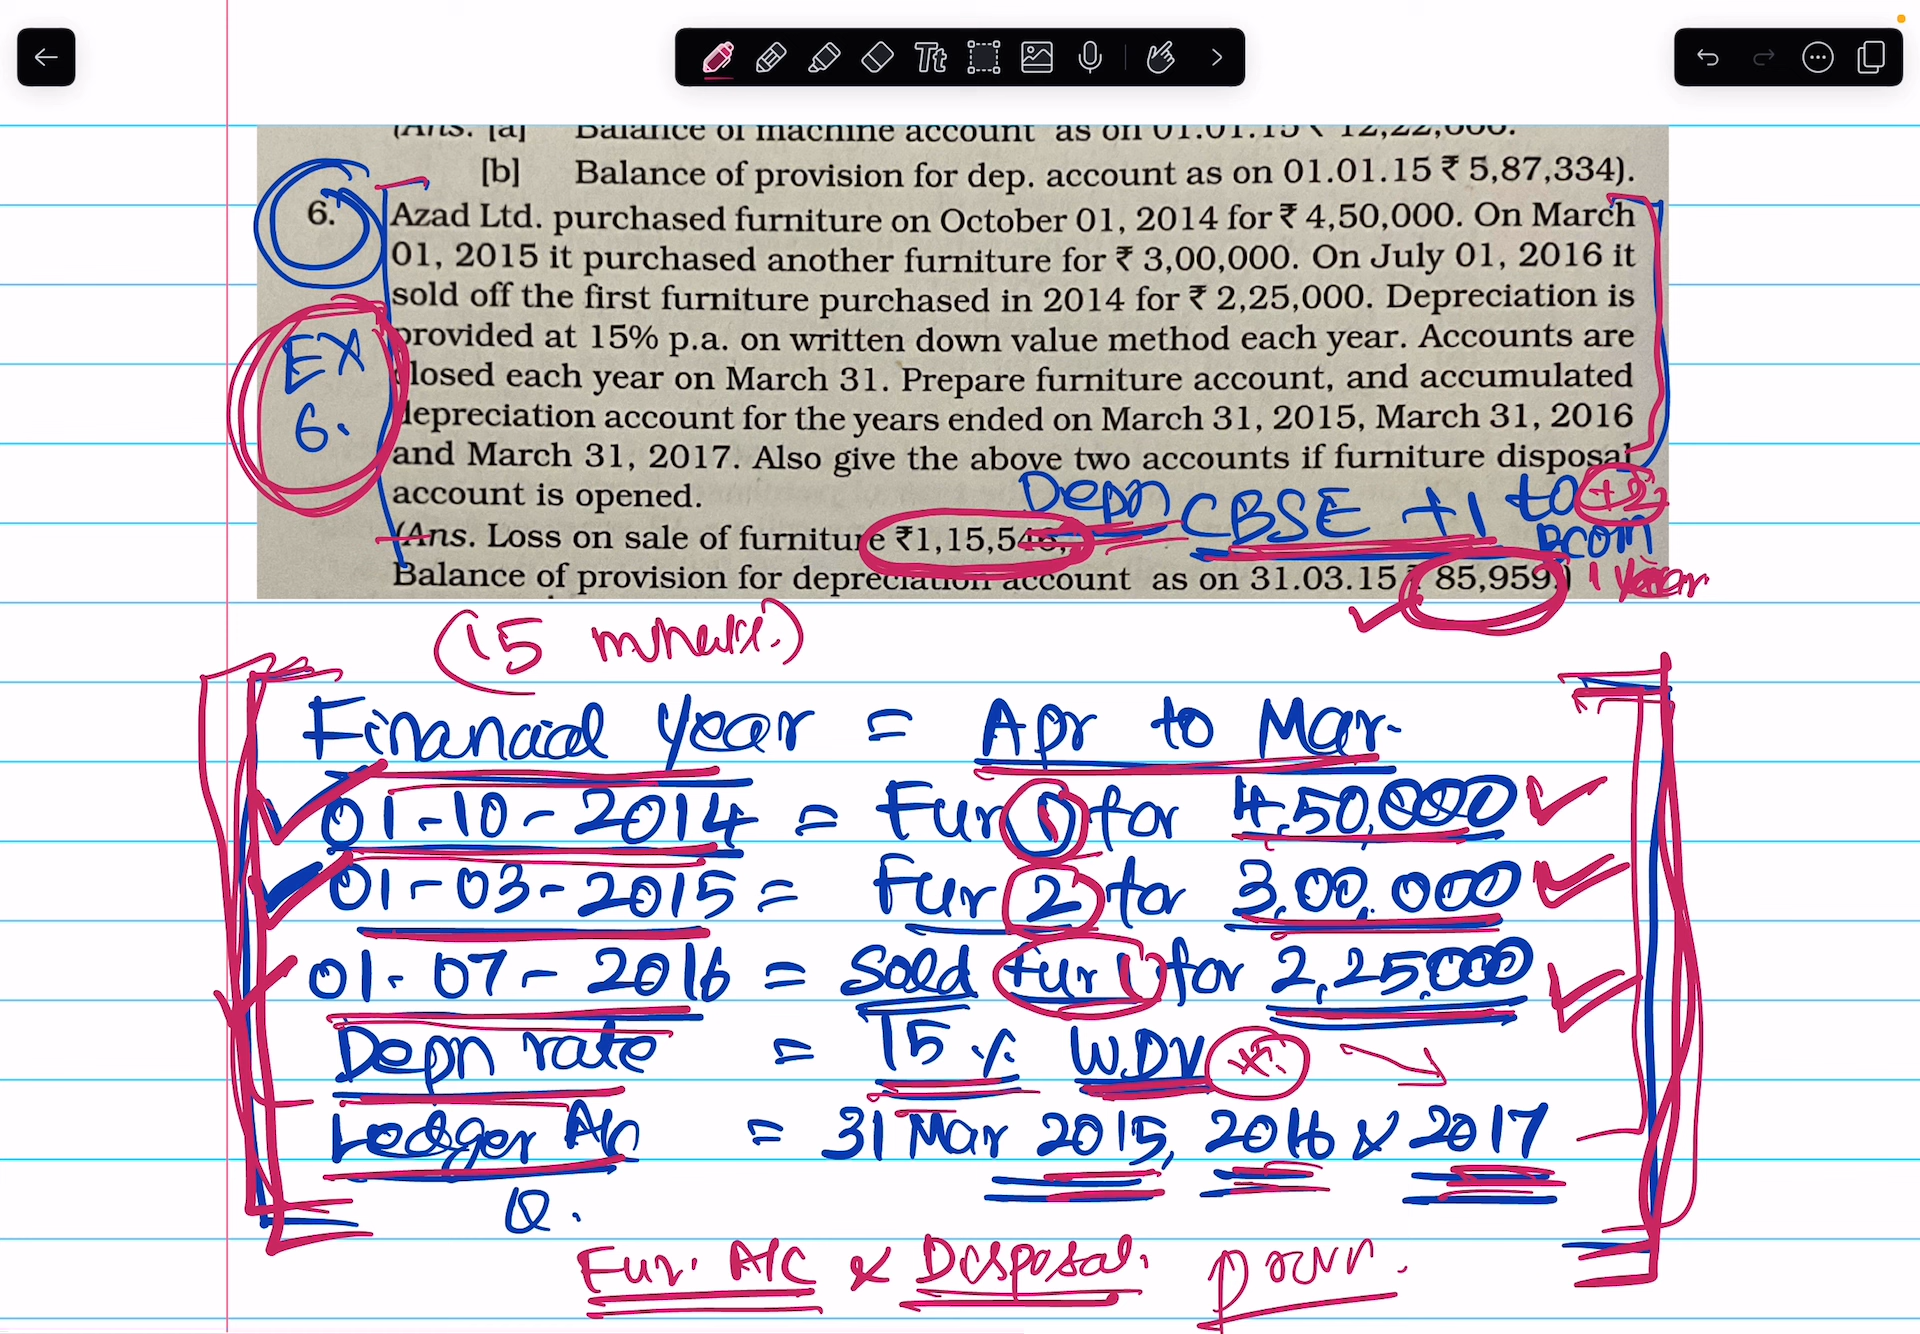 Tt
(Ans. [a] Balance of machine account as on 01.01.15 ₹ 12,22,000.
[b] Balance of provision for dep. account as on 01.01.15 ₹ 5,87,334).
6. Azad Ltd. purchased furniture on October 01, 2014 for ₹ 4,50,000. On March
01, 2015 it purchased another furniture for ₹ 3,00,000. On July 01, 2016 it
sold off the first furniture purchased in 2014 for ₹ 2,25,000. Depreciation is
provided at 15% p.a. on written down value method each year. Accounts are
closed each year on March 31. Prepare furniture account, and accumulated
depreciation account for the years ended on March 31, 2015, March 31, 2016
and March 31, 2017. Also give the above two accounts if furniture disposal
account is opened.
EX
6.
Depn CBSE +1 to +2,
Bcom
1 year
(Ans. Loss on sale of furniture ₹1,15,546,
Balance of provision for depreciation account as on 31.03.15 ₹ 85,959.)
(15
Financial year = Apr to Mar.
01-10-2014 = Fur 1 for 4,50,000
01-03-2015 = Fur 2 for 3,00,000
01-07-2016 = Sold fur 1 for 2,25,000
Depn rate = 15% WDV
Ledger A/c = 31 Mar 2015, 2016 & 2017
Q.
Fur. A/C & Disposal.